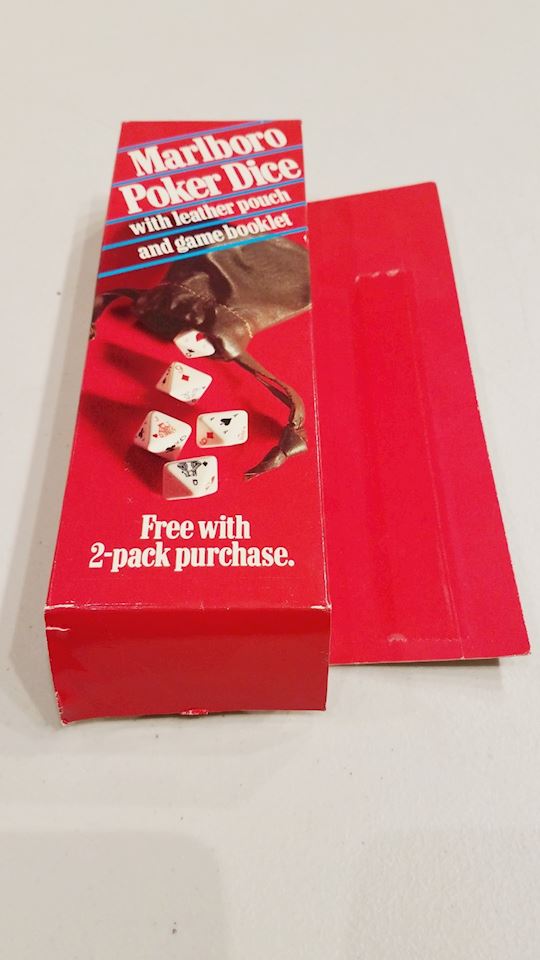 Marlboro
Poker Dice
with leather pouch
and game booklet
Free with
2-pack purchase.